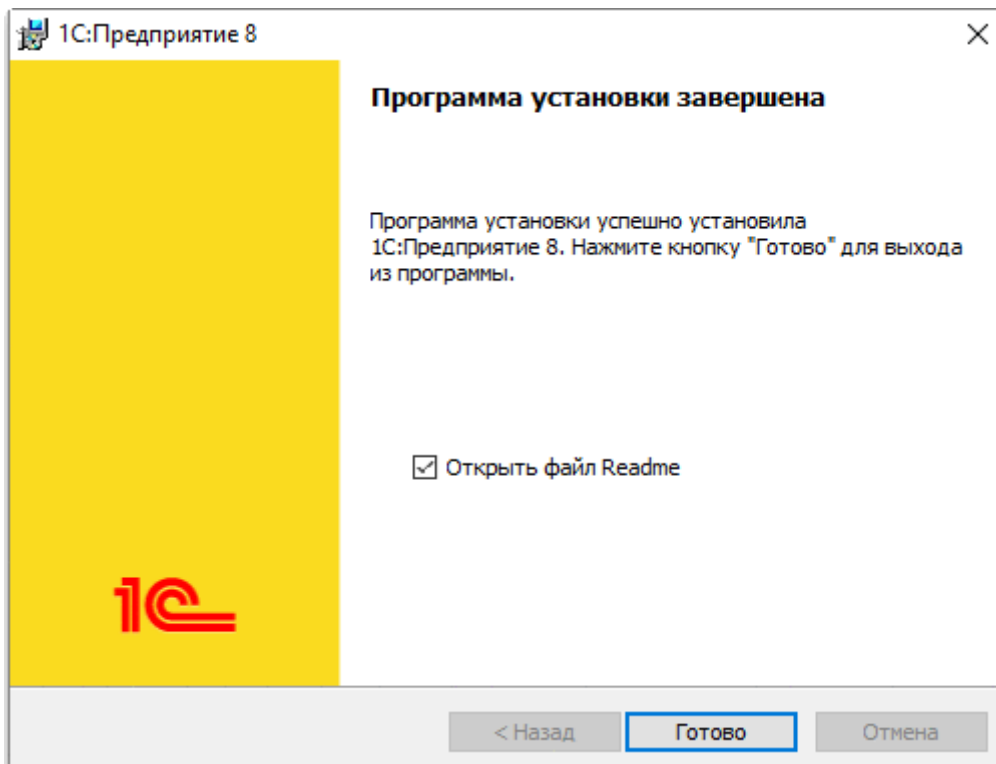 1С:Предприятие 8
Программа установки завершена
Программа установки успешно установила
1С:Предприятие 8. Нажмите кнопку "Готово" для выхода
из программы.
Открыть файл Readme
1С
< Назад
Готово
Отмена